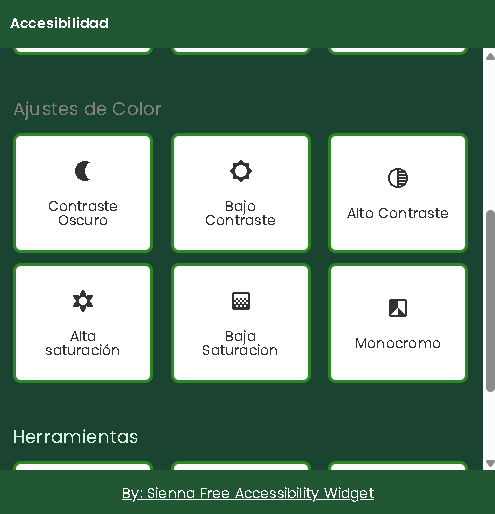 Accesibilidad
Ajustes de Color
Contraste
Oscuro
Bajo
Contraste
Alto Contraste
Alta
saturación
Baja
Saturacion
Monocromo
Herramientas
By: Sienna Free Accessibility Widget